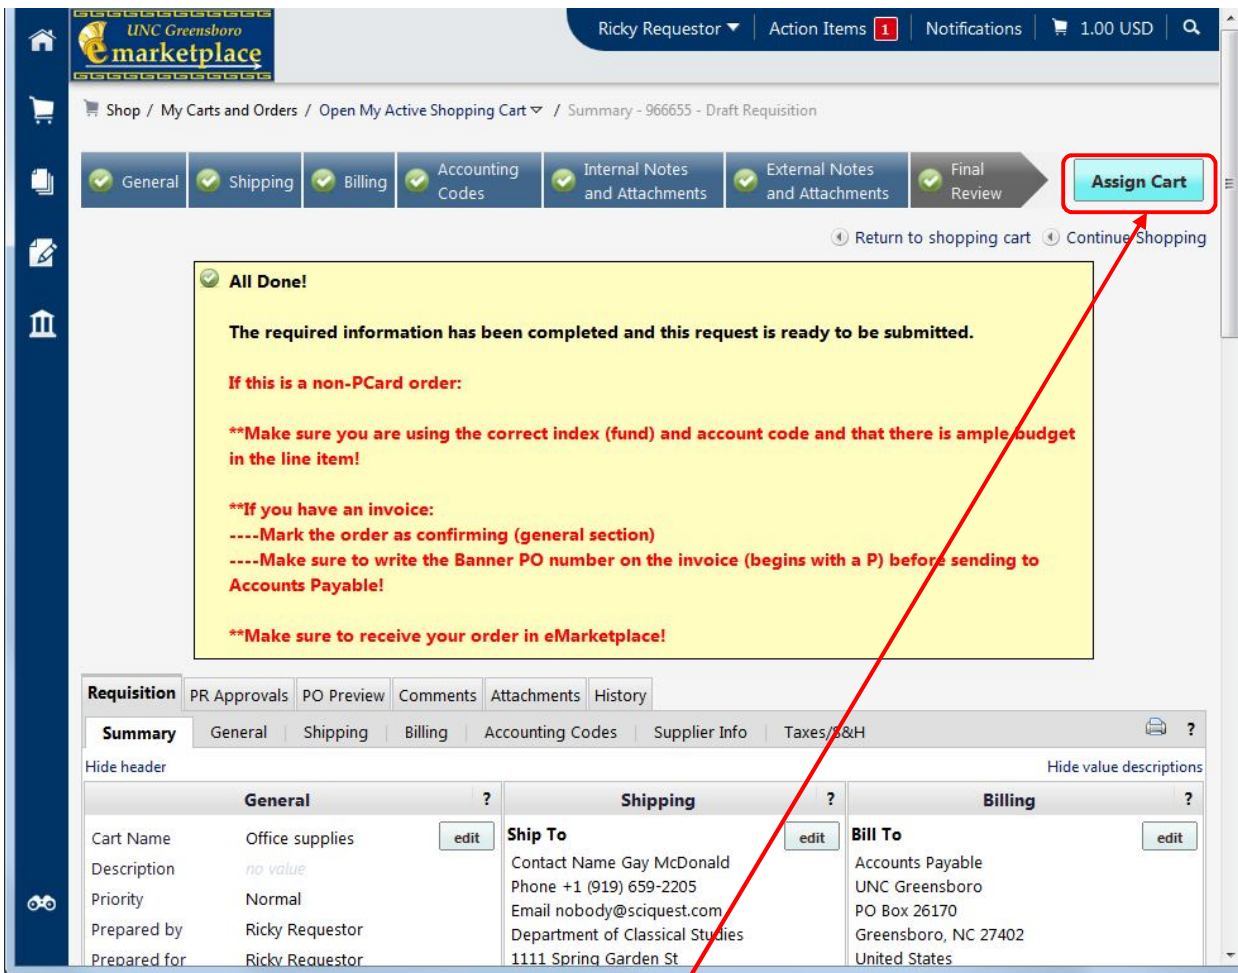 UNC Greensboro
emarketplace
Ricky Requestor
Action Items 1
Notifications
1.00 USD
Shop / My Carts and Orders / Open My Active Shopping Cart / Summary - 966655 - Draft Requisition
General
Shipping
Billing
Accounting
Codes
Internal Notes
and Attachments
External Notes
and Attachments
Final
Review
Assign Cart
Return to shopping cart
Continue Shopping
All Done!
The required information has been completed and this request is ready to be submitted.
If this is a non-PCard order:
**Make sure you are using the correct index (fund) and account code and that there is ample budget
in the line item!
**If you have an invoice:
----Mark the order as confirming (general section)
----Make sure to write the Banner PO number on the invoice (begins with a P) before sending to
Accounts Payable!
**Make sure to receive your order in eMarketplace!
Requisition PR Approvals PO Preview Comments Attachments History
Summary General Shipping Billing Accounting Codes Supplier Info Taxes/S&H ?
Hide header
Hide value descriptions
General ?
Cart Name Office supplies edit
Description no value
Priority Normal
Prepared by Ricky Requestor
Prepared for Ricky Requestor
Shipping ?
Ship To edit
Contact Name Gay McDonald
Phone +1 (919) 659-2205
Email nobody@sciquest.com
Department of Classical Studies
1111 Spring Garden St
Billing ?
Bill To edit
Accounts Payable
UNC Greensboro
PO Box 26170
Greensboro, NC 27402
United States